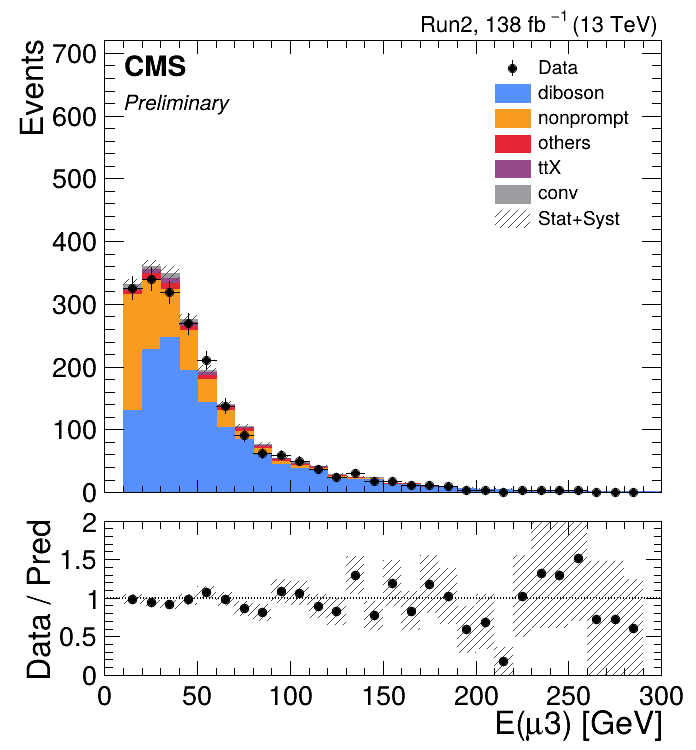 Run2, 138 fb⁻¹ (13 TeV)
CMS
Preliminary
Events
700
600
500
400
300
200
100
0
Data
diboson
nonprompt
others
ttX
conv
Stat+Syst
Data / Pred
2
1.5
1
0.5
0
0 50 100 150 200 250 300
E(μ3) [GeV]